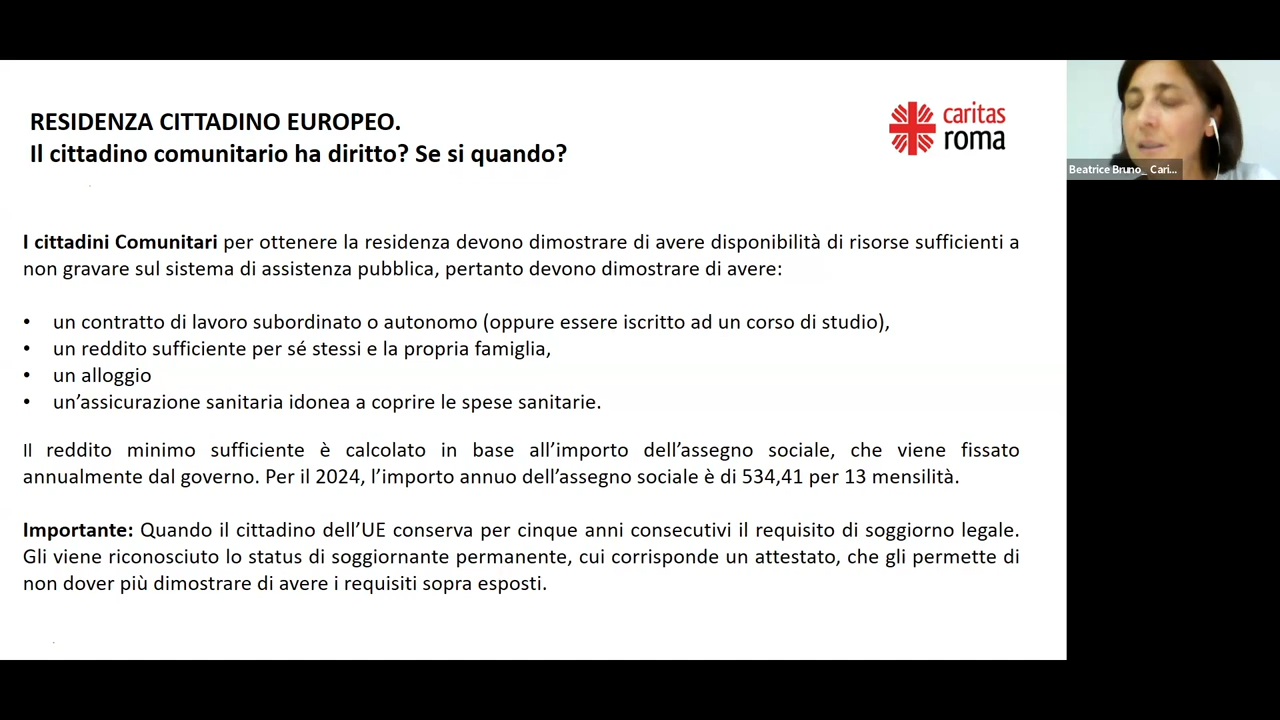 RESIDENZA CITTADINO EUROPEO.
Il cittadino comunitario ha diritto? Se si quando?
caritas
roma
Beatrice Bruno_ Cari...
I cittadini Comunitari per ottenere la residenza devono dimostrare di avere disponibilità di risorse sufficienti a
non gravare sul sistema di assistenza pubblica, pertanto devono dimostrare di avere:
• un contratto di lavoro subordinato o autonomo (oppure essere iscritto ad un corso di studio),
• un reddito sufficiente per sé stessi e la propria famiglia,
• un alloggio
• un'assicurazione sanitaria idonea a coprire le spese sanitarie.
Il reddito minimo sufficiente è calcolato in base all'importo dell'assegno sociale, che viene fissato
annualmente dal governo. Per il 2024, l'importo annuo dell'assegno sociale è di 534,41 per 13 mensilità.
Importante: Quando il cittadino dell'UE conserva per cinque anni consecutivi il requisito di soggiorno legale.
Gli viene riconosciuto lo status di soggiornante permanente, cui corrisponde un attestato, che gli permette di
non dover più dimostrare di avere i requisiti sopra esposti.